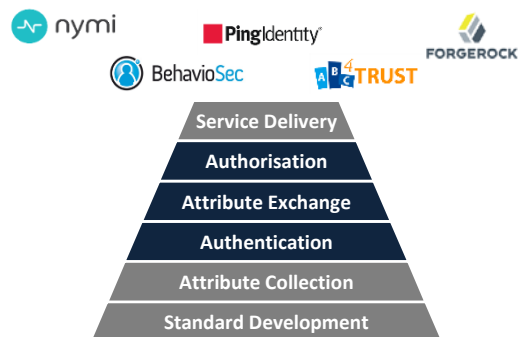 nymi
PingIdentity®
FORGEROCK
BehavioSec
ABC4TRUST
Service Delivery
Authorisation
Attribute Exchange
Authentication
Attribute Collection
Standard Development